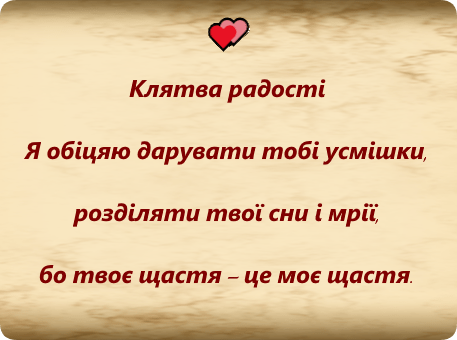 Клятва радості
Я обіцяю дарувати тобі усмішки,
розділяти твої сни і мрії,
бо твоє щастя – це моє щастя.